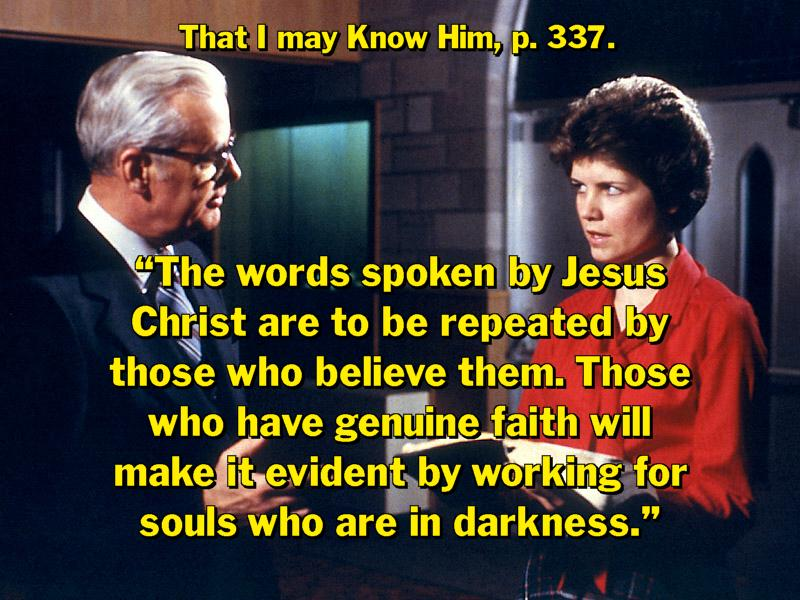 That I may Know Him, p. 337.
“The words spoken by Jesus
Christ are to be repeated by
those who believe them. Those
who have genuine faith will
make it evident by working for
souls who are in darkness.”